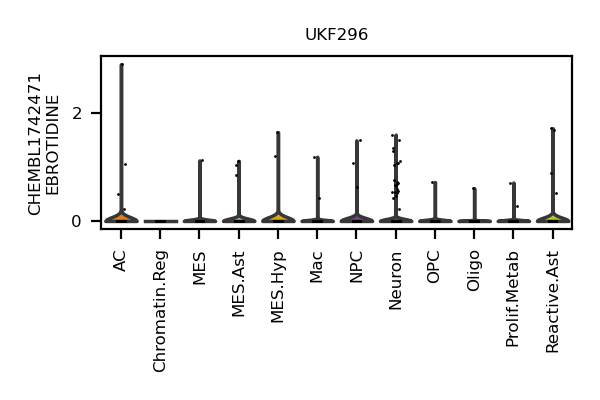 UKF296
CHEMBL1742471
EBROTIDINE
2
0
AC
Chromatin.Reg
MES
MES.Ast
MES.Hyp
Mac
NPC
Neuron
OPC
Oligo
Prolif.Metab
Reactive.Ast